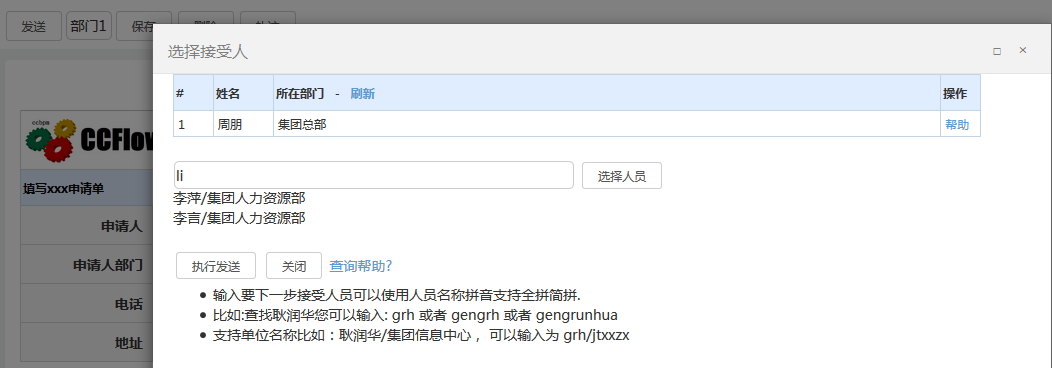 发送 部门1 保存 删除
选择接受人
# 姓名 所在部门 - 刷新 操作
1 周朋 集团总部 帮助
ccbpm
CCFlow
填写xxx申请单
申请人
申请人部门
电话
地址
li 选择人员
李萍/集团人力资源部
李言/集团人力资源部
执行发送 关闭 查询帮助?
• 输入要下一步接受人员可以使用人员名称拼音支持全拼简拼.
• 比如:查找耿润华您可以输入: grh 或者 gengrh 或者 gengrunhua
• 支持单位名称比如：耿润华/集团信息中心 ，可以输入为 grh/jtxxzx